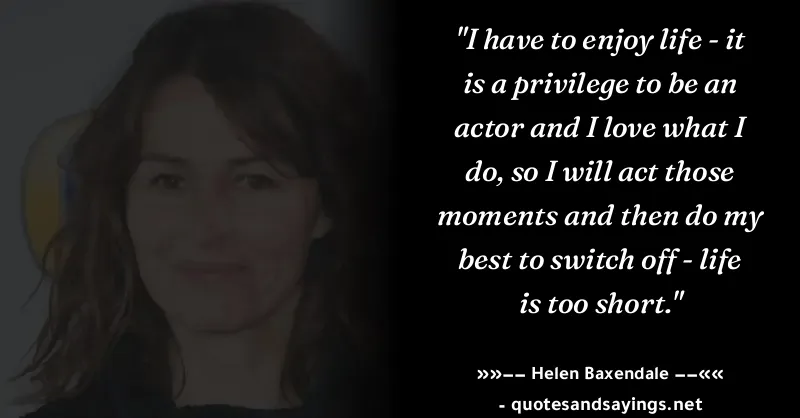 "I have to enjoy life - it
is a privilege to be an
actor and I love what I
do, so I will act those
moments and then do my
best to switch off - life
is too short."
»»−− Helen Baxendale −−««
- quotesandsayings.net